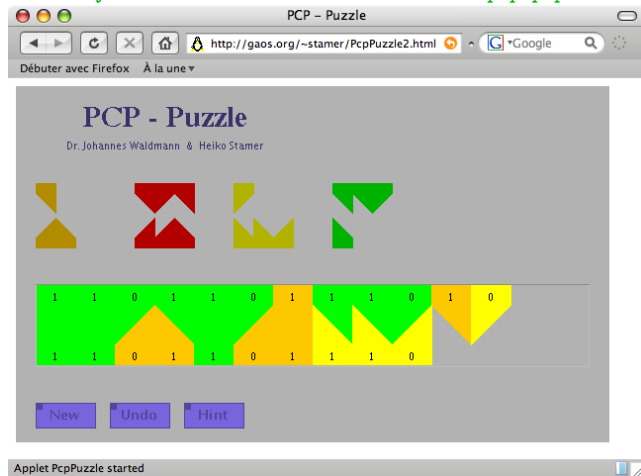 PCP – Puzzle
http://gaos.org/~stamer/PcpPuzzle2.html
Google
Débuter avec Firefox À la une
PCP - Puzzle
Dr. Johannes Waldmann & Heiko Stamer
1 1 0 1 1 0 1 1 1 0 1 0
1 1 0 1 1 0 1 1 1 0
New Undo Hint
Applet PcpPuzzle started